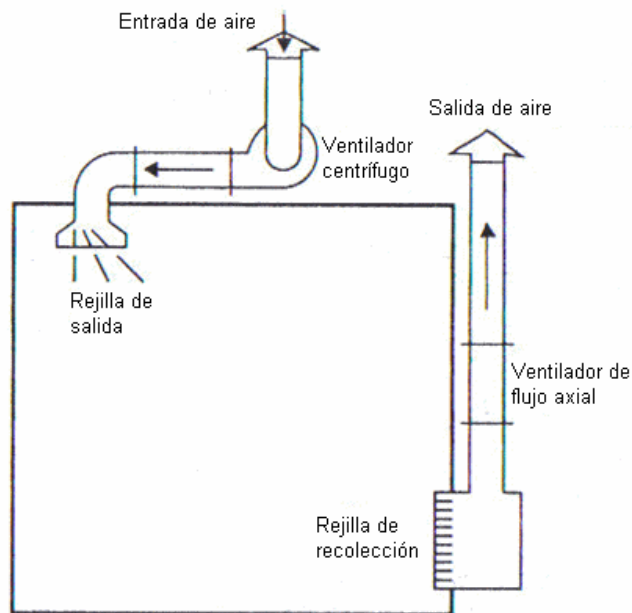 Entrada de aire
Salida de aire
Ventilador
centrífugo
Rejilla de
salida
Ventilador de
flujo axial
Rejilla de
recolección